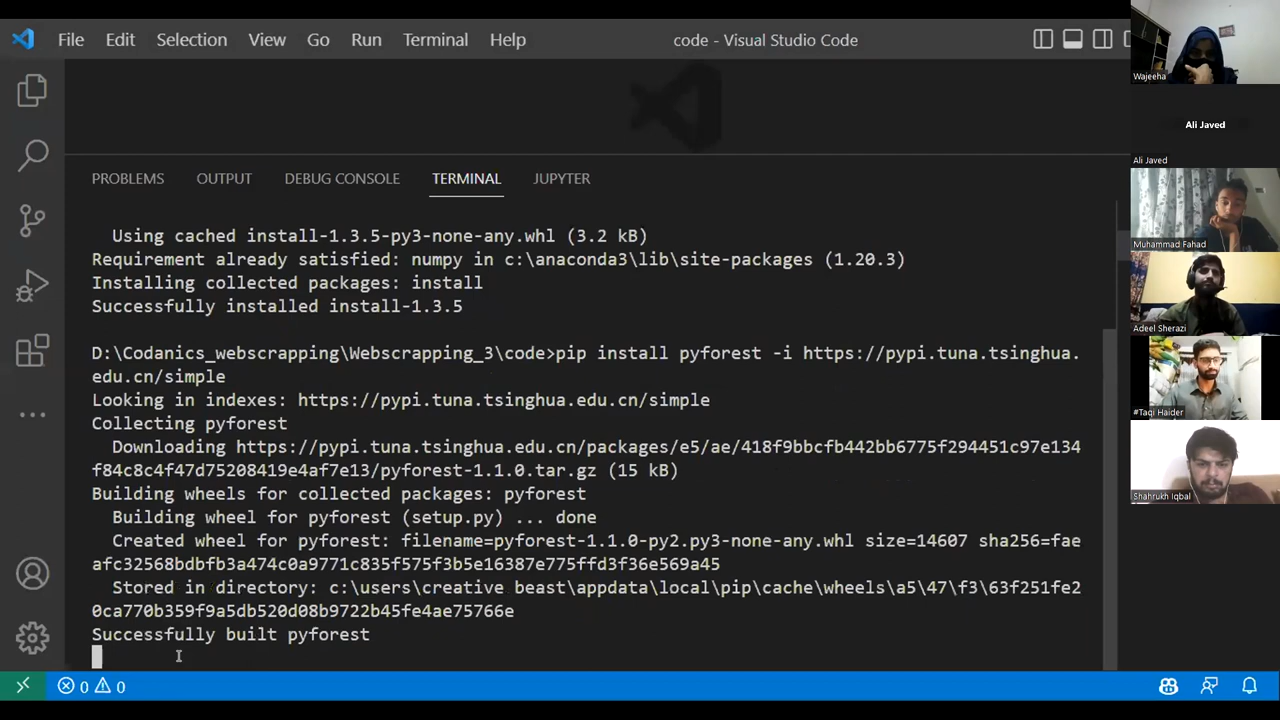 File Edit Selection View Go Run Terminal Help code - Visual Studio Code
PROBLEMS OUTPUT DEBUG CONSOLE TERMINAL JUPYTER
Using cached install-1.3.5-py3-none-any.whl (3.2 kB)
Requirement already satisfied: numpy in c:\anaconda3\lib\site-packages (1.20.3)
Installing collected packages: install
Successfully installed install-1.3.5
D:\Codanics_webscrapping\Webscrapping_3\code>pip install pyforest -i https://pypi.tuna.tsinghua.
edu.cn/simple
Looking in indexes: https://pypi.tuna.tsinghua.edu.cn/simple
Collecting pyforest
Downloading https://pypi.tuna.tsinghua.edu.cn/packages/e5/ae/418f9bbcfb442bb6775f294451c97e134
f84c8c4f47d75208419e4af7e13/pyforest-1.1.0.tar.gz (15 kB)
Building wheels for collected packages: pyforest
Building wheel for pyforest (setup.py) ... done
Created wheel for pyforest: filename=pyforest-1.1.0-py2.py3-none-any.whl size=14607 sha256=fae
afc32568bdbfb3a474c0a9771c835f575f3b5e16387e775ffd3f36e569a45
Stored in directory: c:\users\creative beast\appdata\local\pip\cache\wheels\a5\47\f3\63f251fe2
0ca770b359f9a5db520d08b9722b45fe4ae75766e
Successfully built pyforest
0 0
Wajeeha
Ali Javed
Ali Javed
Muhammad Fahad
Adeel Sherazi
#Taqi Haider
Shahrukh Iqbal